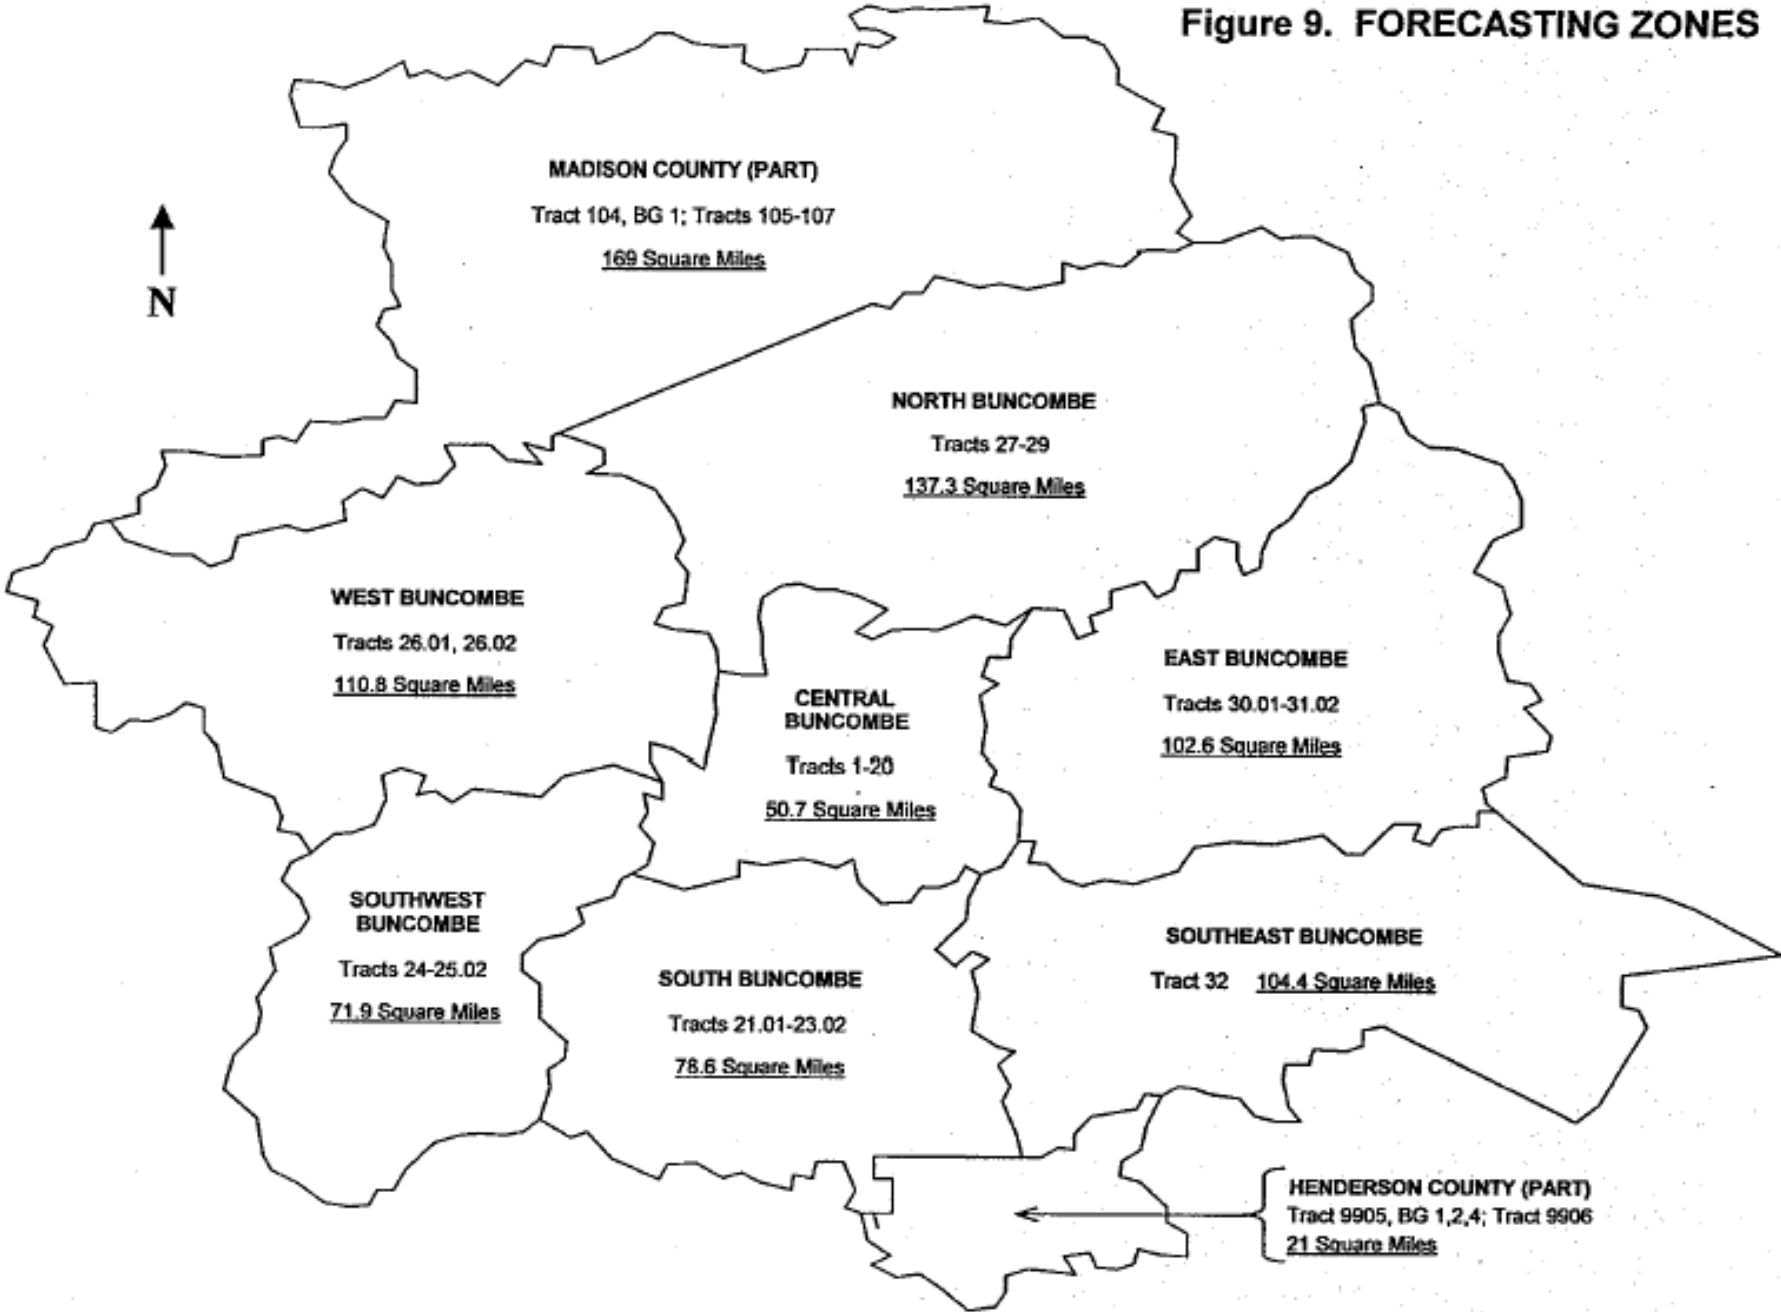 Figure 9. FORECASTING ZONES
MADISON COUNTY (PART)
Tract 104, BG 1; Tracts 105-107
169 Square Miles
N
NORTH BUNCOMBE
Tracts 27-29
137.3 Square Miles
WEST BUNCOMBE
Tracts 26.01, 26.02
110.8 Square Miles
CENTRAL
BUNCOMBE
Tracts 1-20
50.7 Square Miles
EAST BUNCOMBE
Tracts 30.01-31.02
102.6 Square Miles
SOUTHWEST
BUNCOMBE
Tracts 24-25.02
71.9 Square Miles
SOUTH BUNCOMBE
Tracts 21.01-23.02
78.6 Square Miles
SOUTHEAST BUNCOMBE
Tract 32 104.4 Square Miles
HENDERSON COUNTY (PART)
Tract 9905, BG 1,2,4; Tract 9906
21 Square Miles